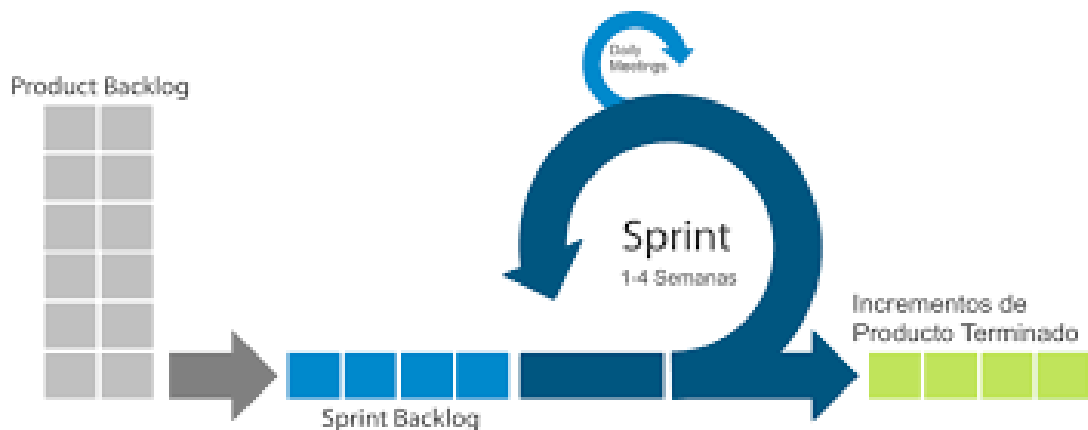 Daily
Meetings
Product Backlog
Sprint
1-4 Semanas
Incrementos de
Producto Terminado
Sprint Backlog